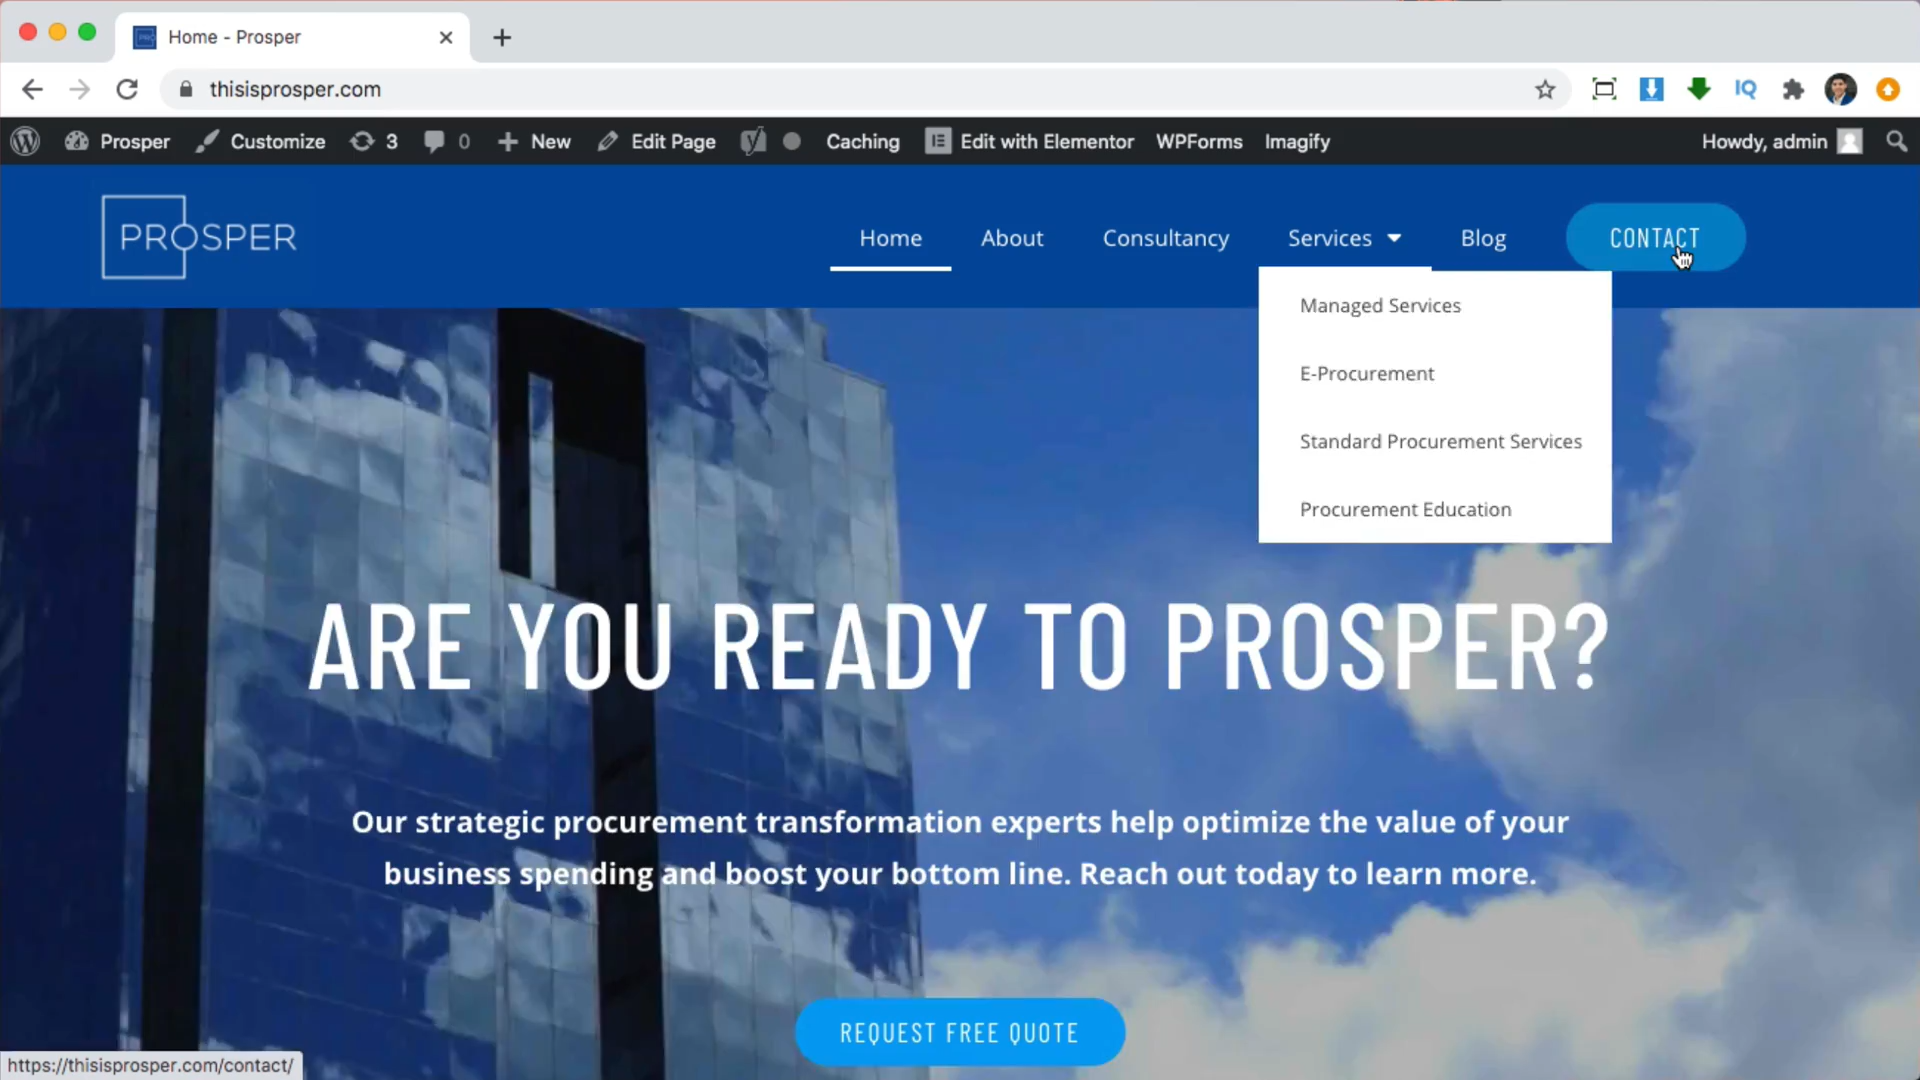 Home - Prosper
thisisprosper.com
IQ
Prosper
Customize
3
0
New
Edit Page
Caching
Edit with Elementor
WPForms
Imagify
Howdy, admin
PROSPER
Home
About
Consultancy
Services
Blog
CONTACT
Managed Services
E-Procurement
Standard Procurement Services
Procurement Education
ARE YOU READY TO PROSPER?
Our strategic procurement transformation experts help optimize the value of your
business spending and boost your bottom line. Reach out today to learn more.
REQUEST FREE QUOTE
https://thisisprosper.com/contact/